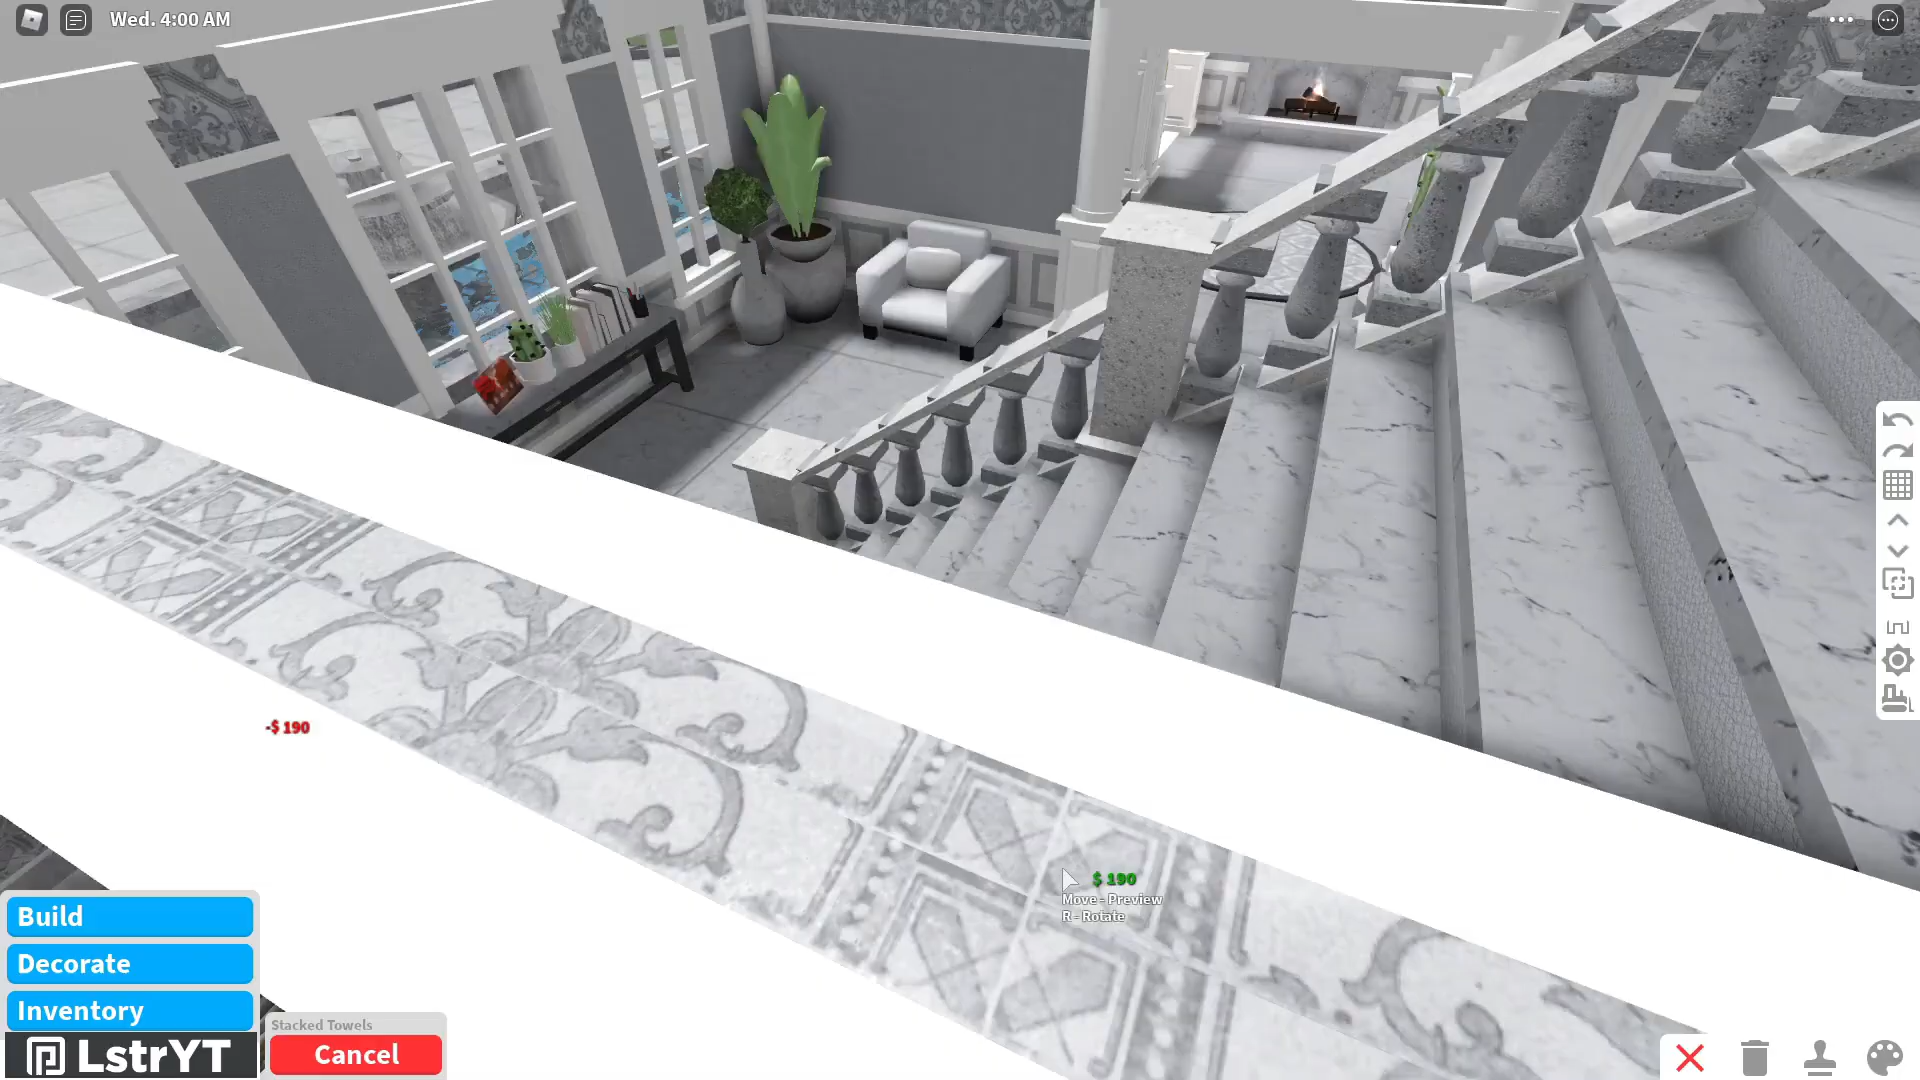 Wed. 4:00 AM
-$ 190
$ 190
Move - Preview
R - Rotate
Build
Decorate
Inventory
Stacked Towels
Cancel
LstrYT